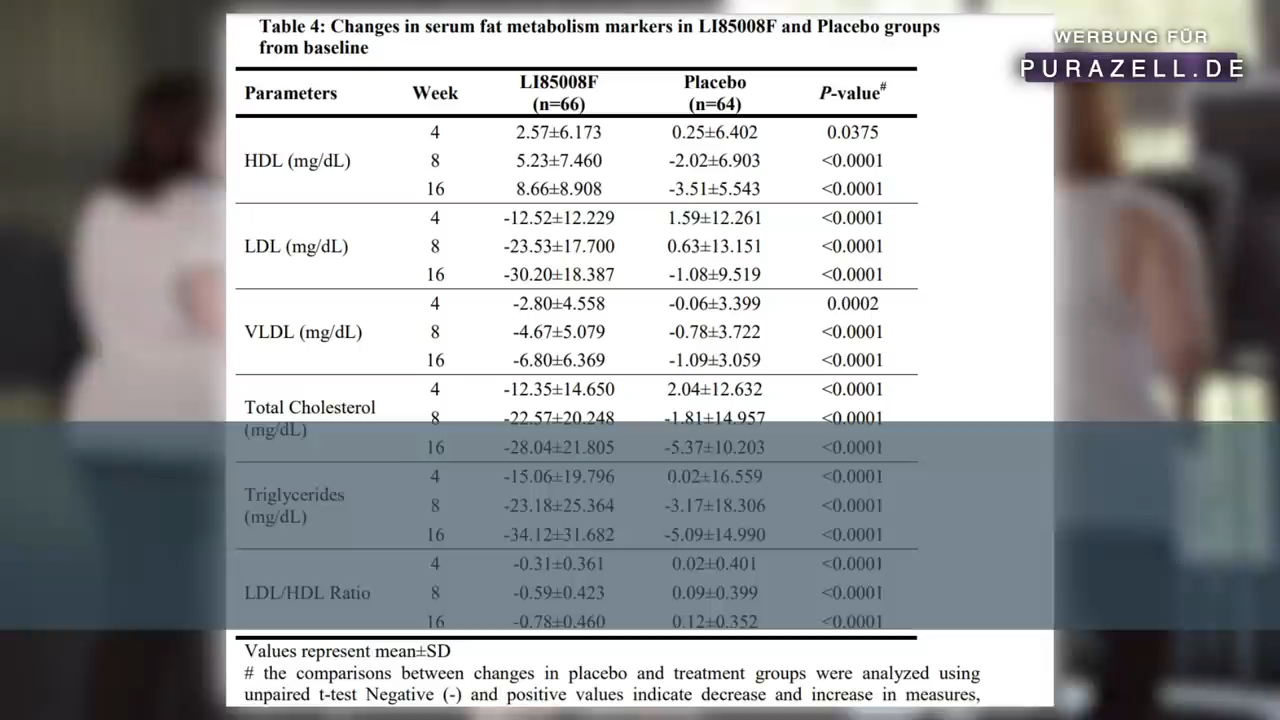 Table 4: Changes in serum fat metabolism markers in LI85008F and Placebo groups
from baseline
WERBUNG FÜR
PURAZELL.DE
Parameters Week LI85008F (n=66) Placebo (n=64) P-value#
HDL (mg/dL)
4 2.57±6.173 0.25±6.402 0.0375
8 5.23±7.460 -2.02±6.903 <0.0001
16 8.66±8.908 -3.51±5.543 <0.0001
LDL (mg/dL)
4 -12.52±12.229 1.59±12.261 <0.0001
8 -23.53±17.700 0.63±13.151 <0.0001
16 -30.20±18.387 -1.08±9.519 <0.0001
VLDL (mg/dL)
4 -2.80±4.558 -0.06±3.399 0.0002
8 -4.67±5.079 -0.78±3.722 <0.0001
16 -6.80±6.369 -1.09±3.059 <0.0001
Total Cholesterol
(mg/dL)
4 -12.35±14.650 2.04±12.632 <0.0001
8 -22.57±20.248 -1.81±14.957 <0.0001
16 -28.04±21.805 -5.37±10.203 <0.0001
Triglycerides
(mg/dL)
4 -15.06±19.796 0.02±16.559 <0.0001
8 -23.18±25.364 -3.17±18.306 <0.0001
16 -34.12±31.682 -5.09±14.990 <0.0001
LDL/HDL Ratio
4 -0.31±0.361 0.02±0.401 <0.0001
8 -0.59±0.423 0.09±0.399 <0.0001
16 -0.78±0.460 0.12±0.352 <0.0001
Values represent mean±SD
# the comparisons between changes in placebo and treatment groups were analyzed using
unpaired t-test Negative (-) and positive values indicate decrease and increase in measures,